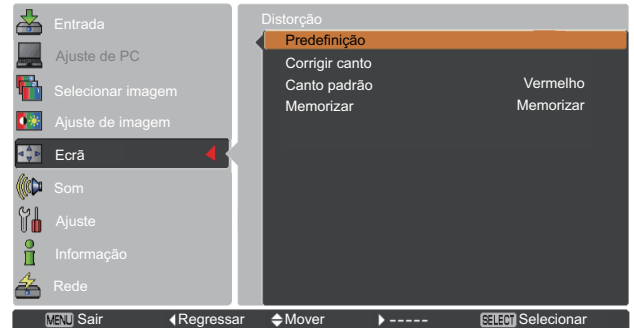 Entrada
Ajuste de PC
Selecionar imagem
Ajuste de imagem
Ecrã
Som
Ajuste
Informação
Rede
Distorção
Predefinição
Corrigir canto
Canto padrão Vermelho
Memorizar Memorizar
MENU Sair Regressar Mover ----- SELECT Selecionar